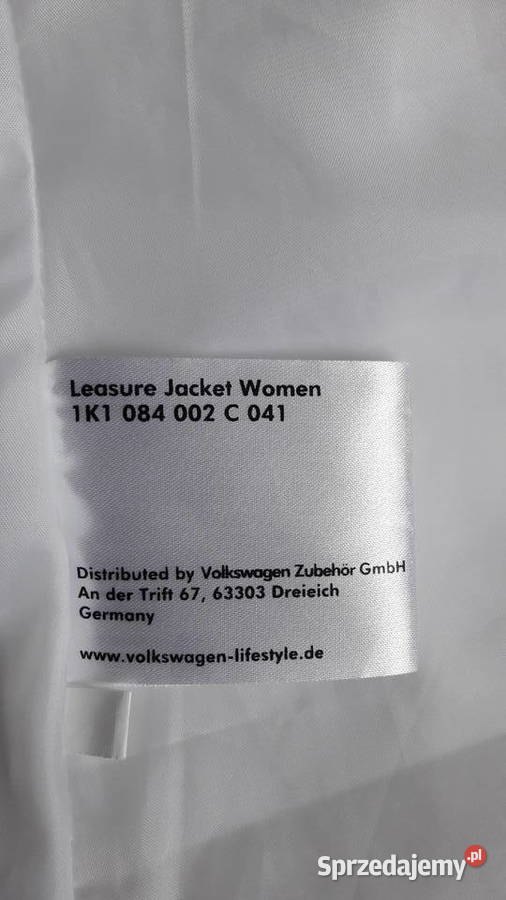 Leasure Jacket Women
1K1 084 002 C 041
Distributed by Volkswagen Zubehör GmbH
An der Trift 67, 63303 Dreieich
Germany
www.volkswagen-lifestyle.de
Sprzedajemy.pl